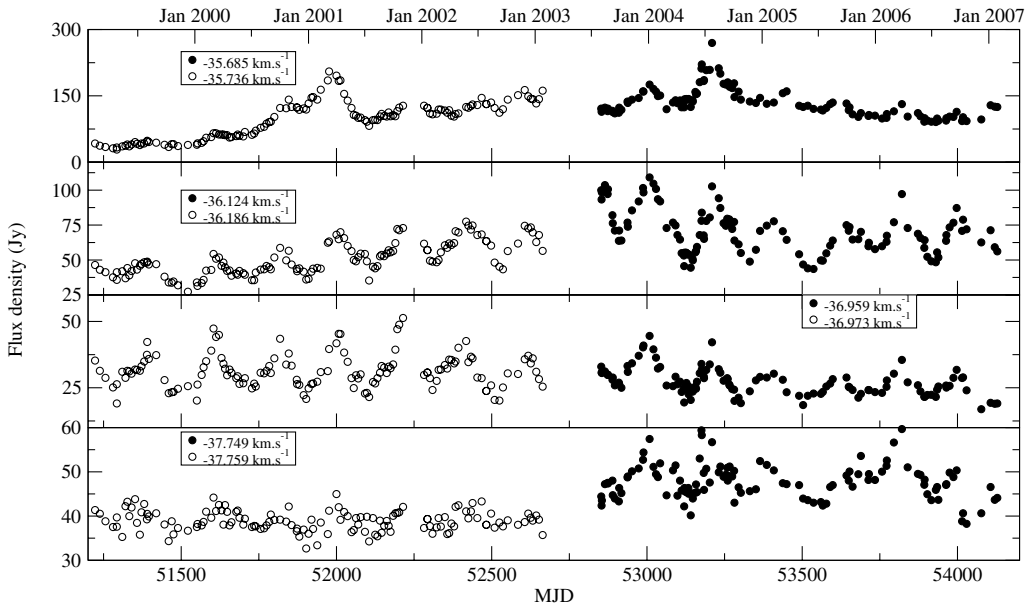 Jan 2000 Jan 2001 Jan 2002 Jan 2003 Jan 2004 Jan 2005 Jan 2006 Jan 2007
300
-35.685 km.s-1
-35.736 km.s-1
150
0
100
-36.124 km.s-1
-36.186 km.s-1
75
50
25
Flux density (Jy)
-36.959 km.s-1
-36.973 km.s-1
50
25
60
-37.749 km.s-1
-37.759 km.s-1
50
40
30
51500 52000 52500 53000 53500 54000
MJD